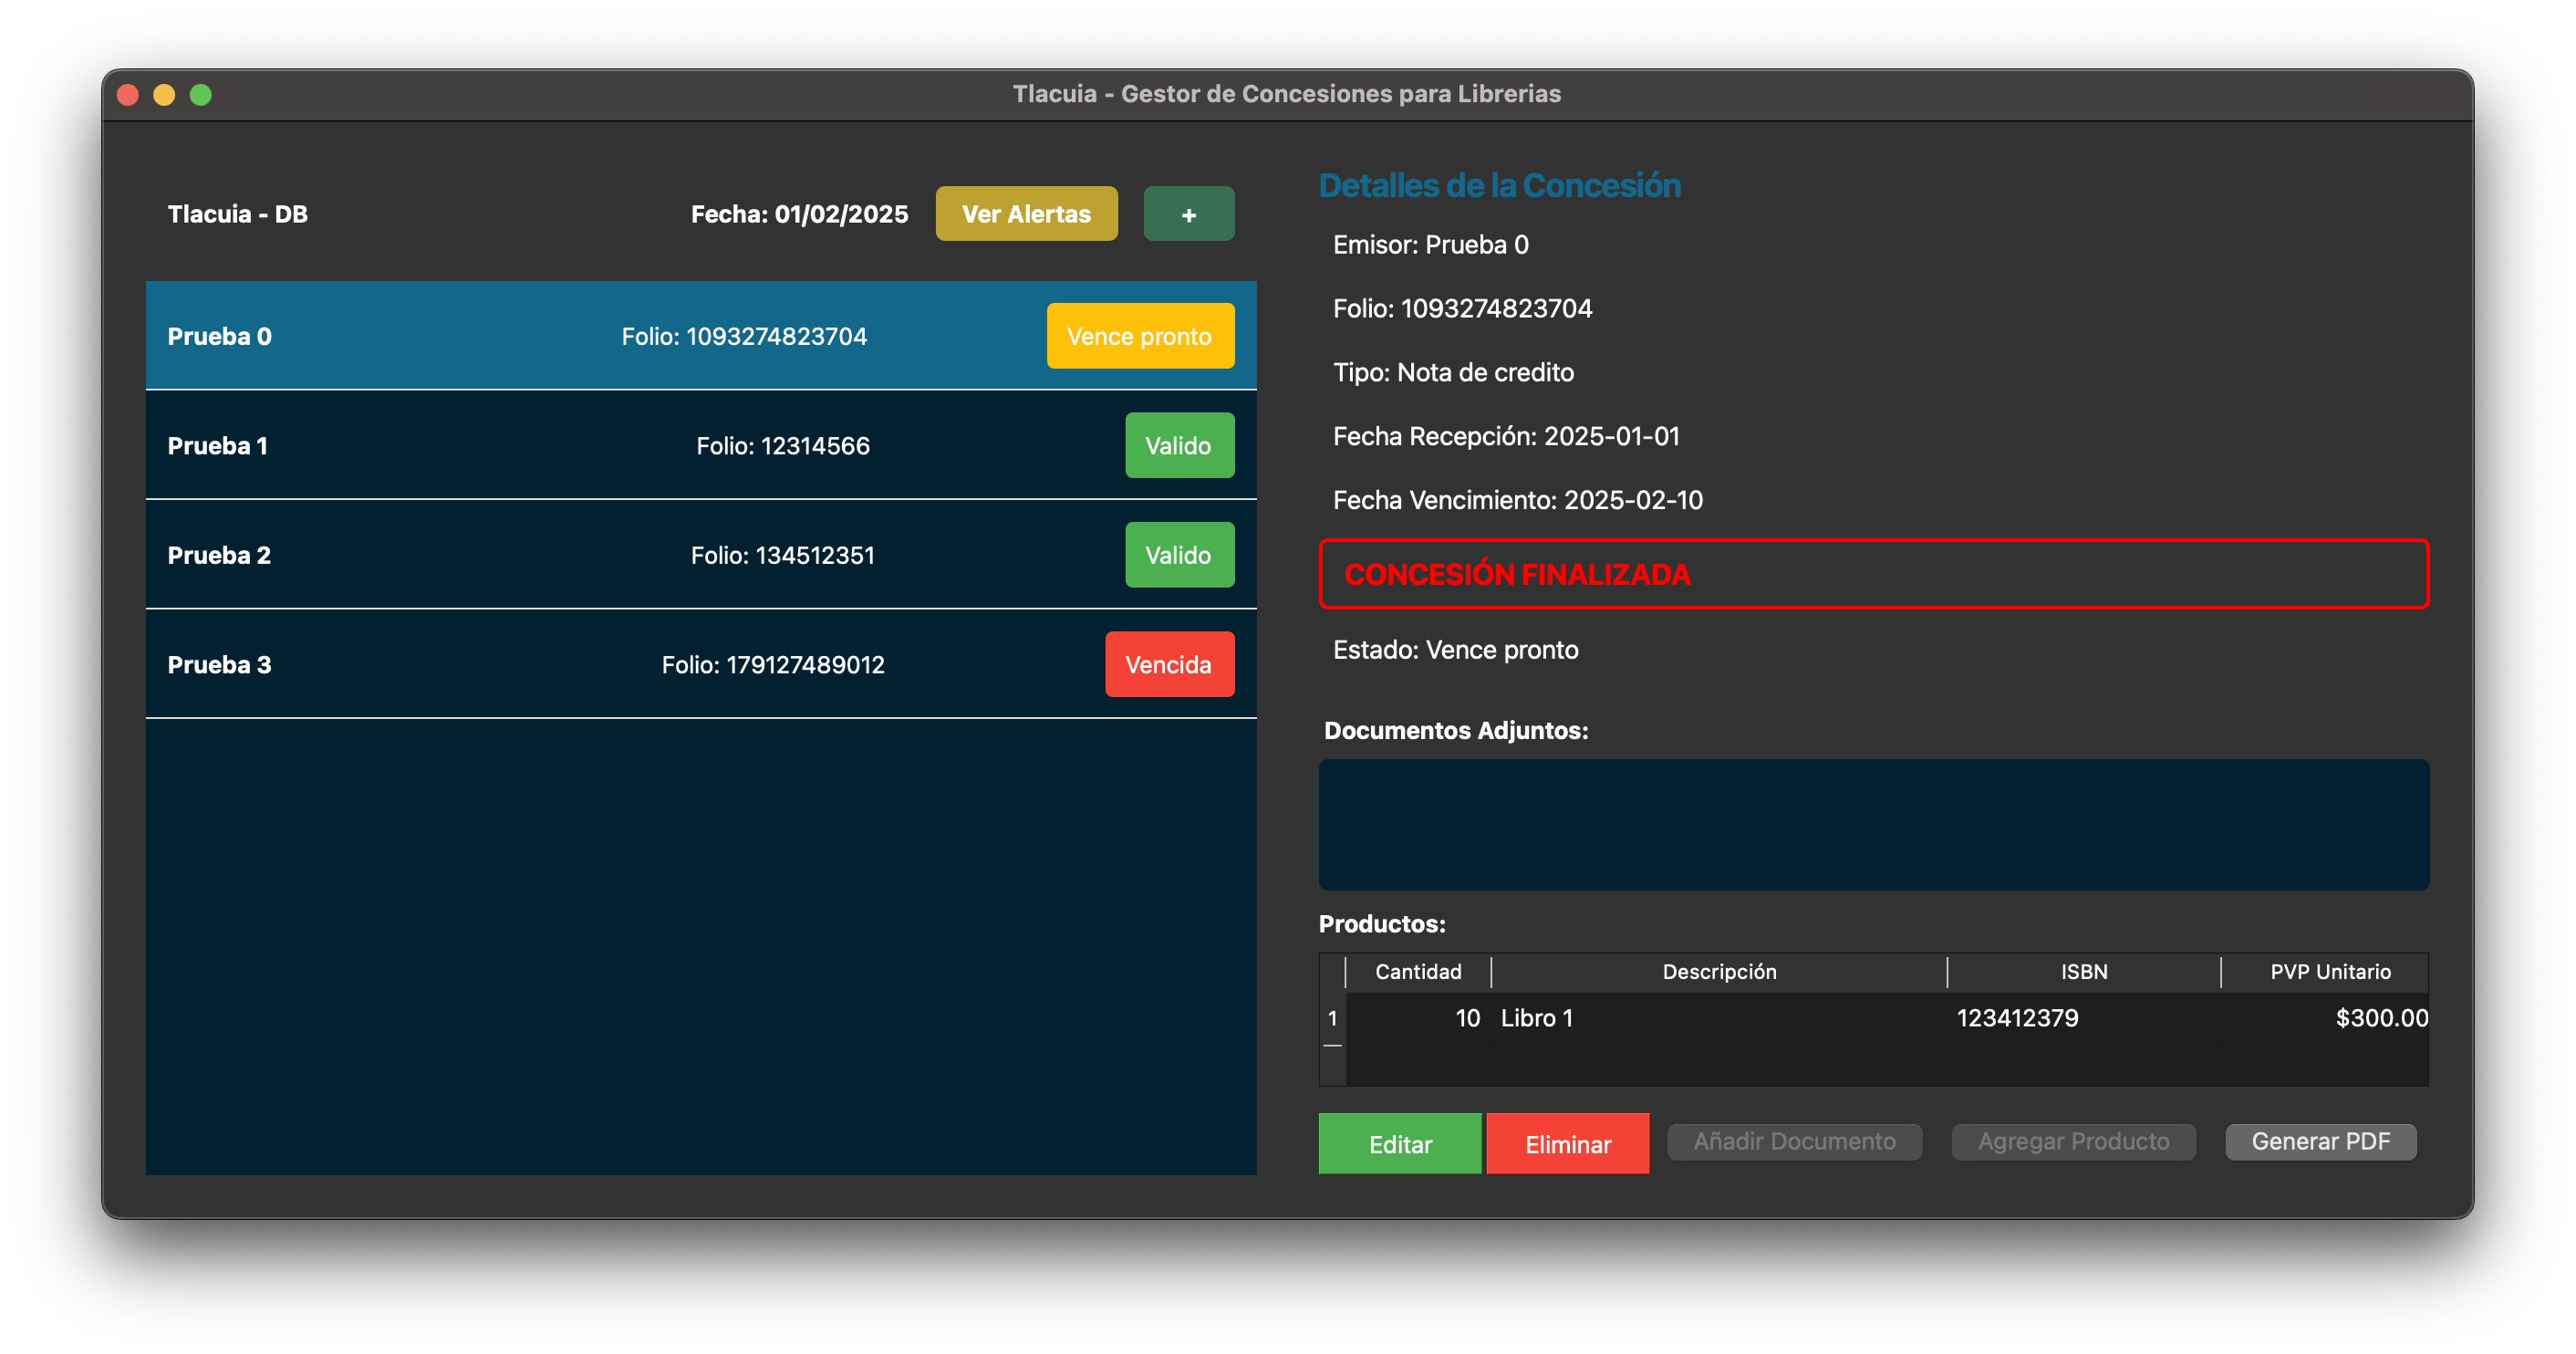 Tlacuia - Gestor de Concesiones para Librerias
Tlacuia - DB
Fecha: 01/02/2025
Ver Alertas
+
Prueba 0
Folio: 1093274823704
Vence pronto
Prueba 1
Folio: 12314566
Valido
Prueba 2
Folio: 134512351
Valido
Prueba 3
Folio: 179127489012
Vencida
Detalles de la Concesión
Emisor: Prueba 0
Folio: 1093274823704
Tipo: Nota de credito
Fecha Recepción: 2025-01-01
Fecha Vencimiento: 2025-02-10
CONCESIÓN FINALIZADA
Estado: Vence pronto
Documentos Adjuntos:
Productos:
Cantidad Descripción ISBN PVP Unitario
1 10 Libro 1 123412379 $300.00
Editar
Eliminar
Añadir Documento
Agregar Producto
Generar PDF